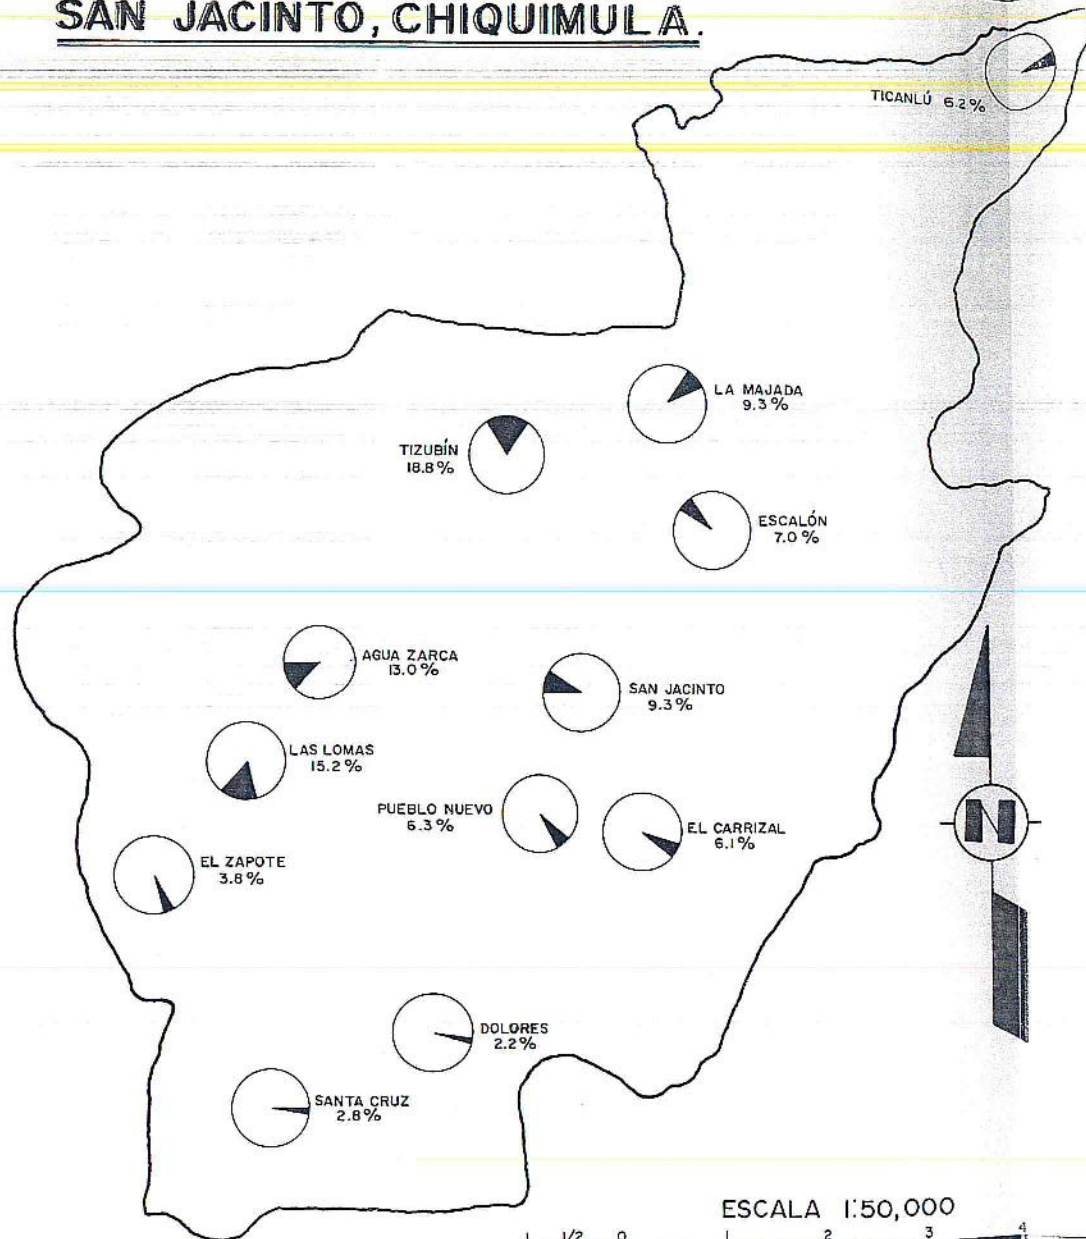 SAN JACINTO, CHIQUIMULA.
TICANLÚ 6.2%
LA MAJADA
9.3%
TIZUBÍN
18.8%
ESCALÓN
7.0%
AGUA ZARCA
13.0%
SAN JACINTO
9.3%
LAS LOMAS
15.2%
PUEBLO NUEVO
6.3%
EL CARRIZAL
6.1%
EL ZAPOTE
3.8%
DOLORES
2.2%
SANTA CRUZ
2.8%
N
ESCALA 1:50,000
1 1/2 0 1 2 3 4